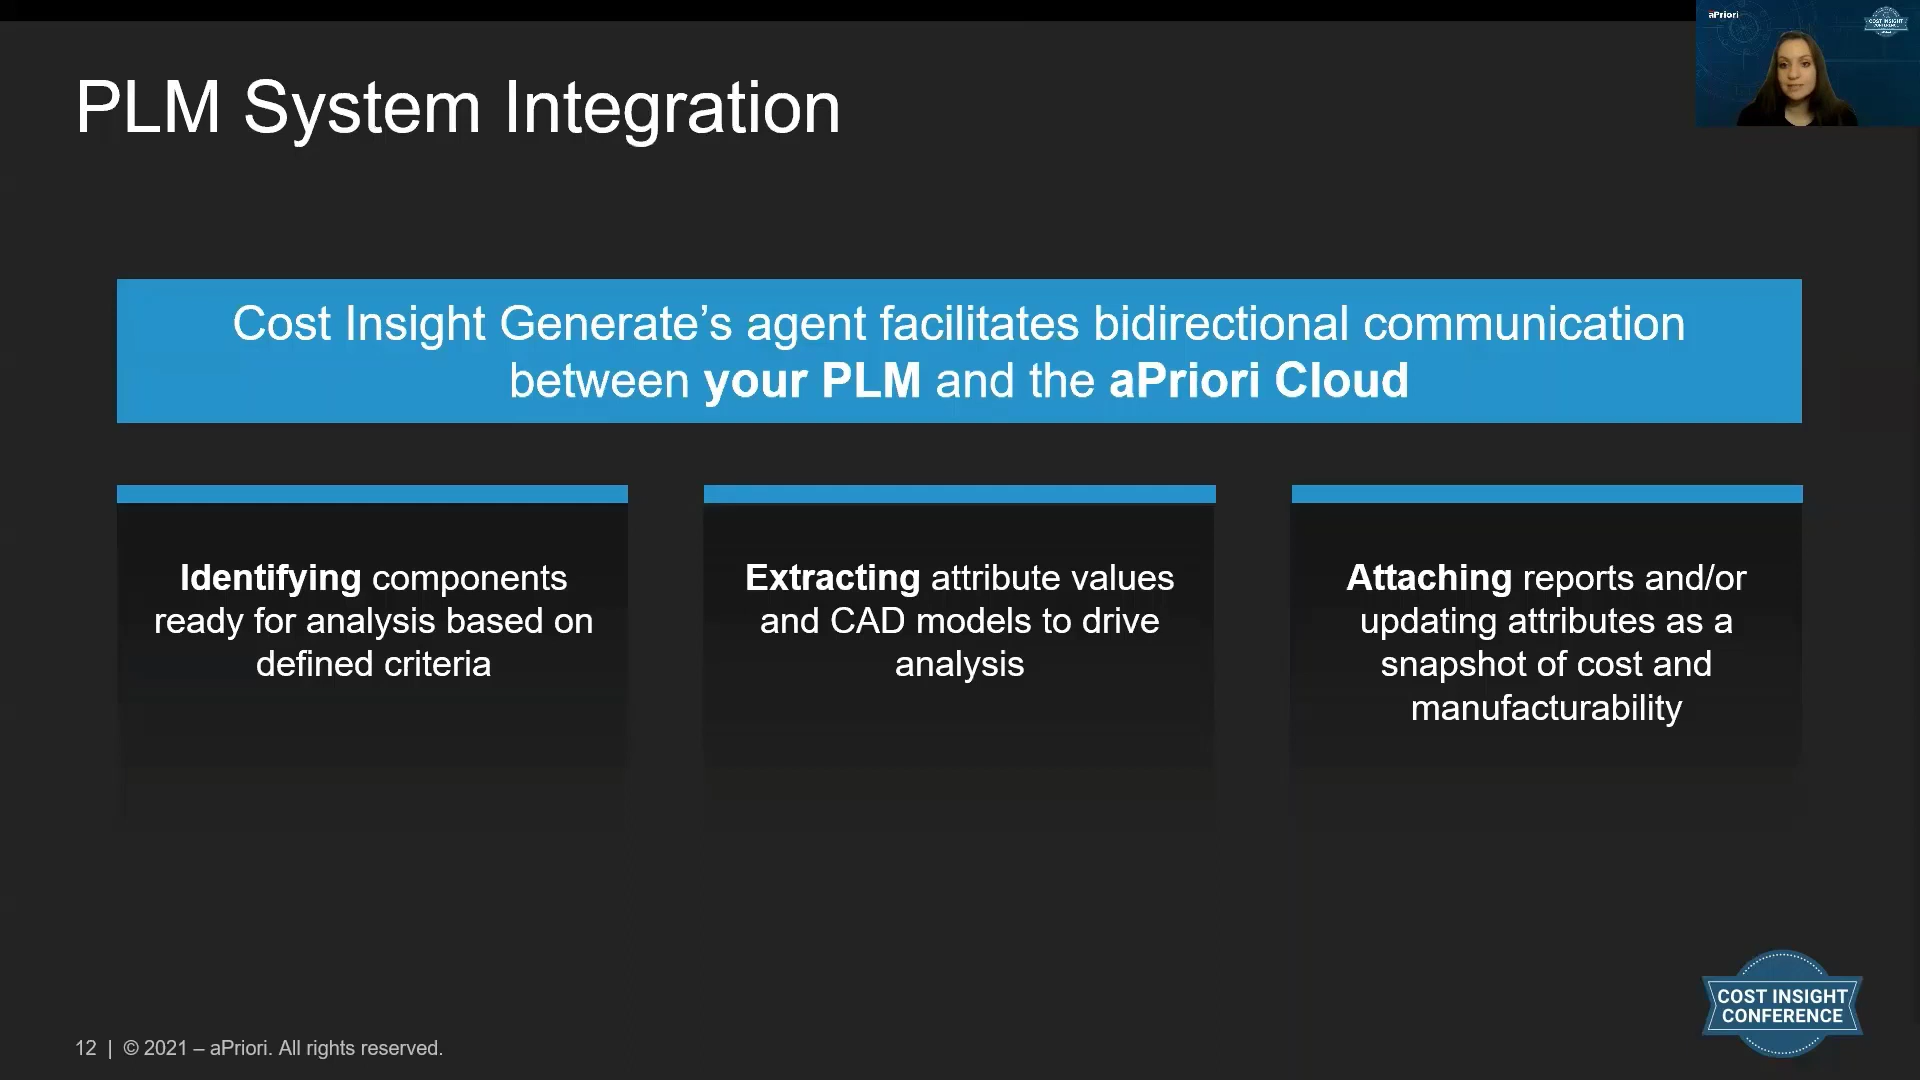 aPriori
COST INSIGHT
CONFERENCE
PLM System Integration
Cost Insight Generate’s agent facilitates bidirectional communication
between your PLM and the aPriori Cloud
Identifying components
ready for analysis based on
defined criteria
Extracting attribute values
and CAD models to drive
analysis
Attaching reports and/or
updating attributes as a
snapshot of cost and
manufacturability
COST INSIGHT
CONFERENCE
12 | © 2021 – aPriori. All rights reserved.